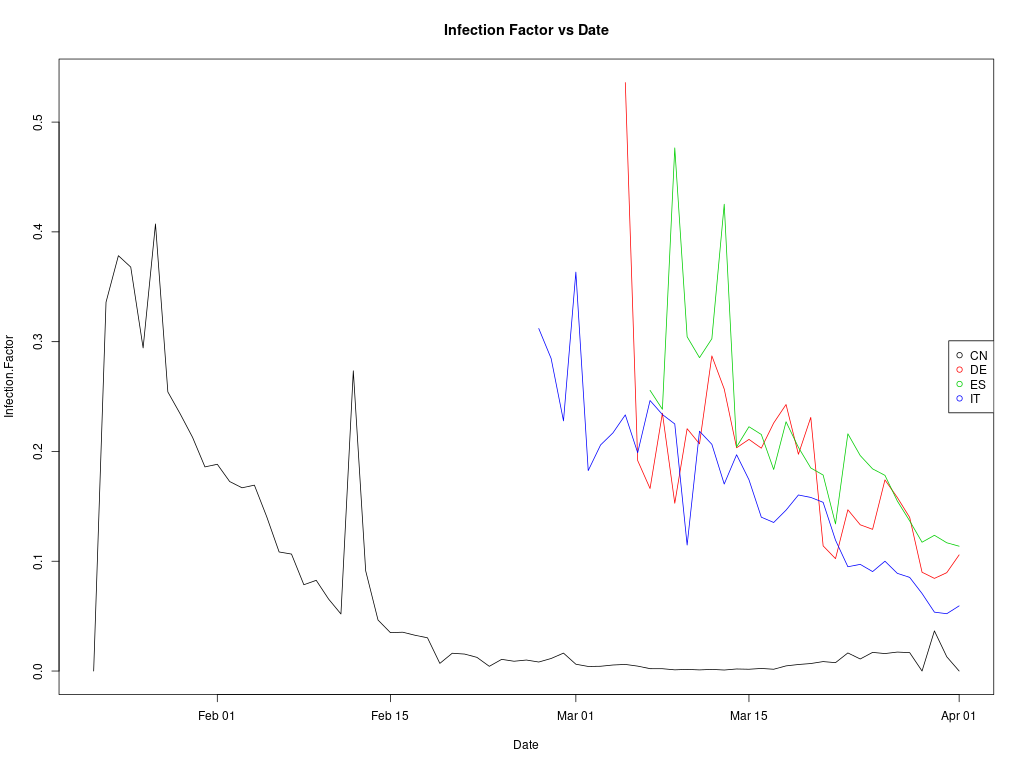 Infection Factor vs Date
Infection.Factor
0.5
0.4
0.3
0.2
0.1
0.0
CN
DE
ES
IT
Feb 01
Feb 15
Mar 01
Mar 15
Apr 01
Date